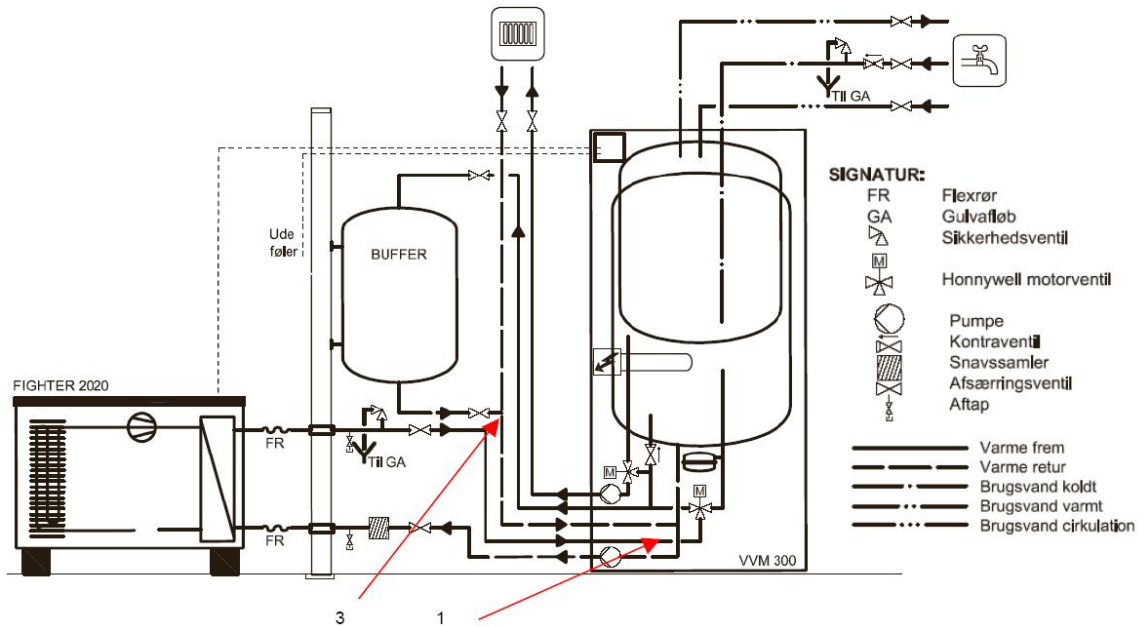 Til GA
Ude
føler
BUFFER
SIGNATUR:
FR Flexrør
GA Gulvafløb
Sikkerhedsventil
M
Honnywell motorventil
Pumpe
Kontraventil
Snavssamler
Afsærringsventil
Aftap
FIGHTER 2020
FR
Til GA
M
M
FR
VVM 300
Varme frem
Varme retur
Brugsvand koldt
Brugsvand varmt
Brugsvand cirkulation
3
1